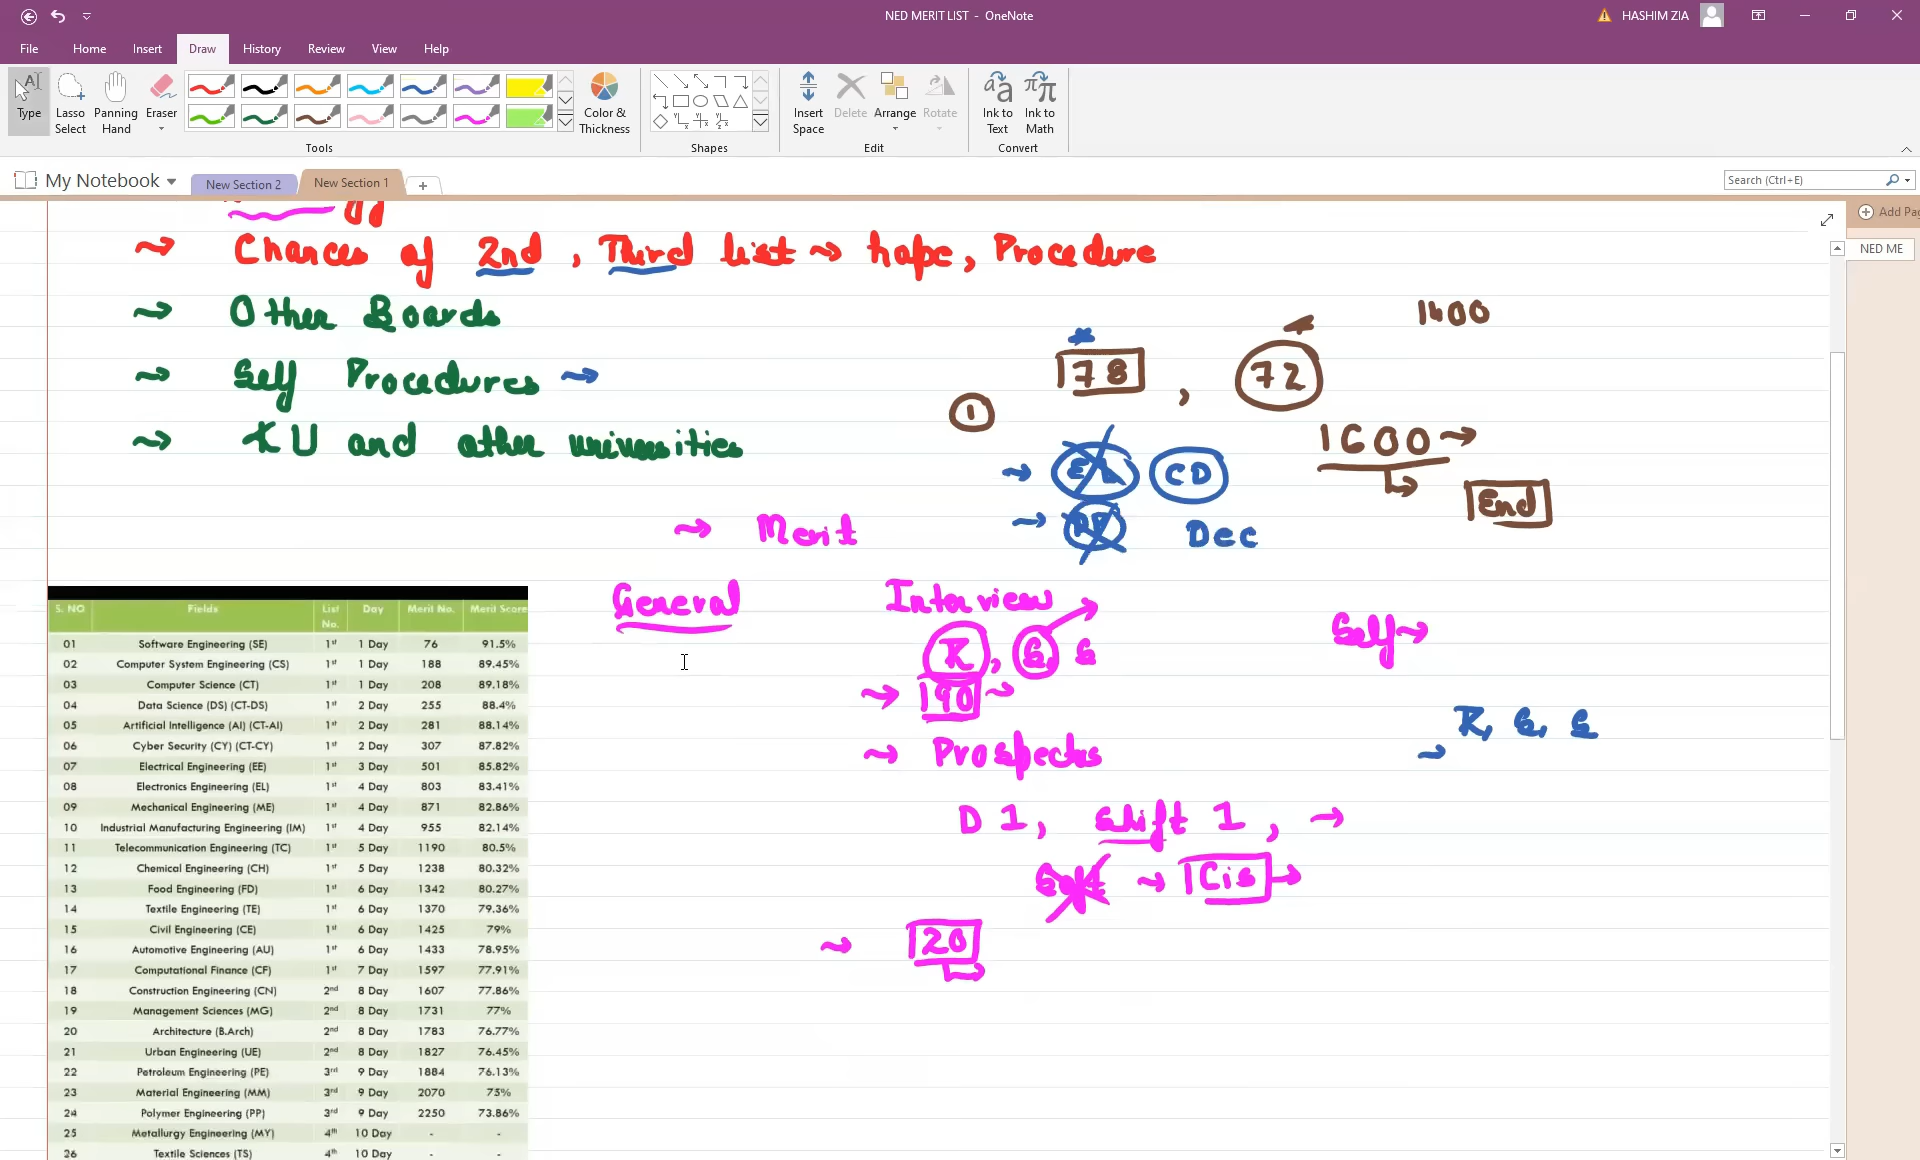 NED MERIT LIST - OneNote
HASHIM ZIA
File Home Insert Draw History Review View Help
Type
Lasso Select
Panning Hand
Eraser
Color & Thickness
Insert Space
Delete
Arrange
Rotate
Ink to Text
Ink to Math
Tools Shapes Edit Convert
My Notebook New Section 2 New Section 1 +
Search (Ctrl+E)
Add Pag
NED ME
Chances of 2nd, Third list → hope, Procedure
→ Other Boards
1400
→ Self Procedures →
78 , 72
1
→ KU and other universities
1600 →
→ CD
End
→ Merit
→ Dec
General Interview
Self →
K, G, S
→ 90 →
K, G, S
→ Prospectus
D1, Shift 1, →
→ Cis →
→ 20
S. NO Fields List No. Day Merit No. Merit Score
01 Software Engineering (SE) 1st 1 Day 76 91.5%
02 Computer System Engineering (CS) 1st 1 Day 188 89.45%
03 Computer Science (CT) 1st 1 Day 208 89.18%
04 Data Science (DS) (CT-DS) 1st 2 Day 255 88.4%
05 Artificial Intelligence (AI) (CT-AI) 1st 2 Day 281 88.14%
06 Cyber Security (CY) (CT-CY) 1st 2 Day 307 87.82%
07 Electrical Engineering (EE) 1st 3 Day 501 85.82%
08 Electronics Engineering (EL) 1st 4 Day 803 83.41%
09 Mechanical Engineering (ME) 1st 4 Day 871 82.86%
10 Industrial Manufacturing Engineering (IM) 1st 4 Day 955 82.14%
11 Telecommunication Engineering (TC) 1st 5 Day 1190 80.5%
12 Chemical Engineering (CH) 1st 5 Day 1238 80.32%
13 Food Engineering (FD) 1st 6 Day 1342 80.27%
14 Textile Engineering (TE) 1st 6 Day 1370 79.36%
15 Civil Engineering (CE) 1st 6 Day 1425 79%
16 Automotive Engineering (AU) 1st 6 Day 1433 78.95%
17 Computational Finance (CF) 1st 7 Day 1597 77.91%
18 Construction Engineering (CN) 2nd 8 Day 1607 77.86%
19 Management Sciences (MG) 2nd 8 Day 1731 77%
20 Architecture (B.Arch) 2nd 8 Day 1783 76.77%
21 Urban Engineering (UE) 2nd 8 Day 1827 76.45%
22 Petroleum Engineering (PE) 3rd 9 Day 1884 76.13%
23 Material Engineering (MM) 3rd 9 Day 2070 75%
24 Polymer Engineering (PP) 3rd 9 Day 2250 73.86%
25 Metallurgy Engineering (MY) 4th 10 Day - -
26 Textile Sciences (TS) 4th 10 Day - -